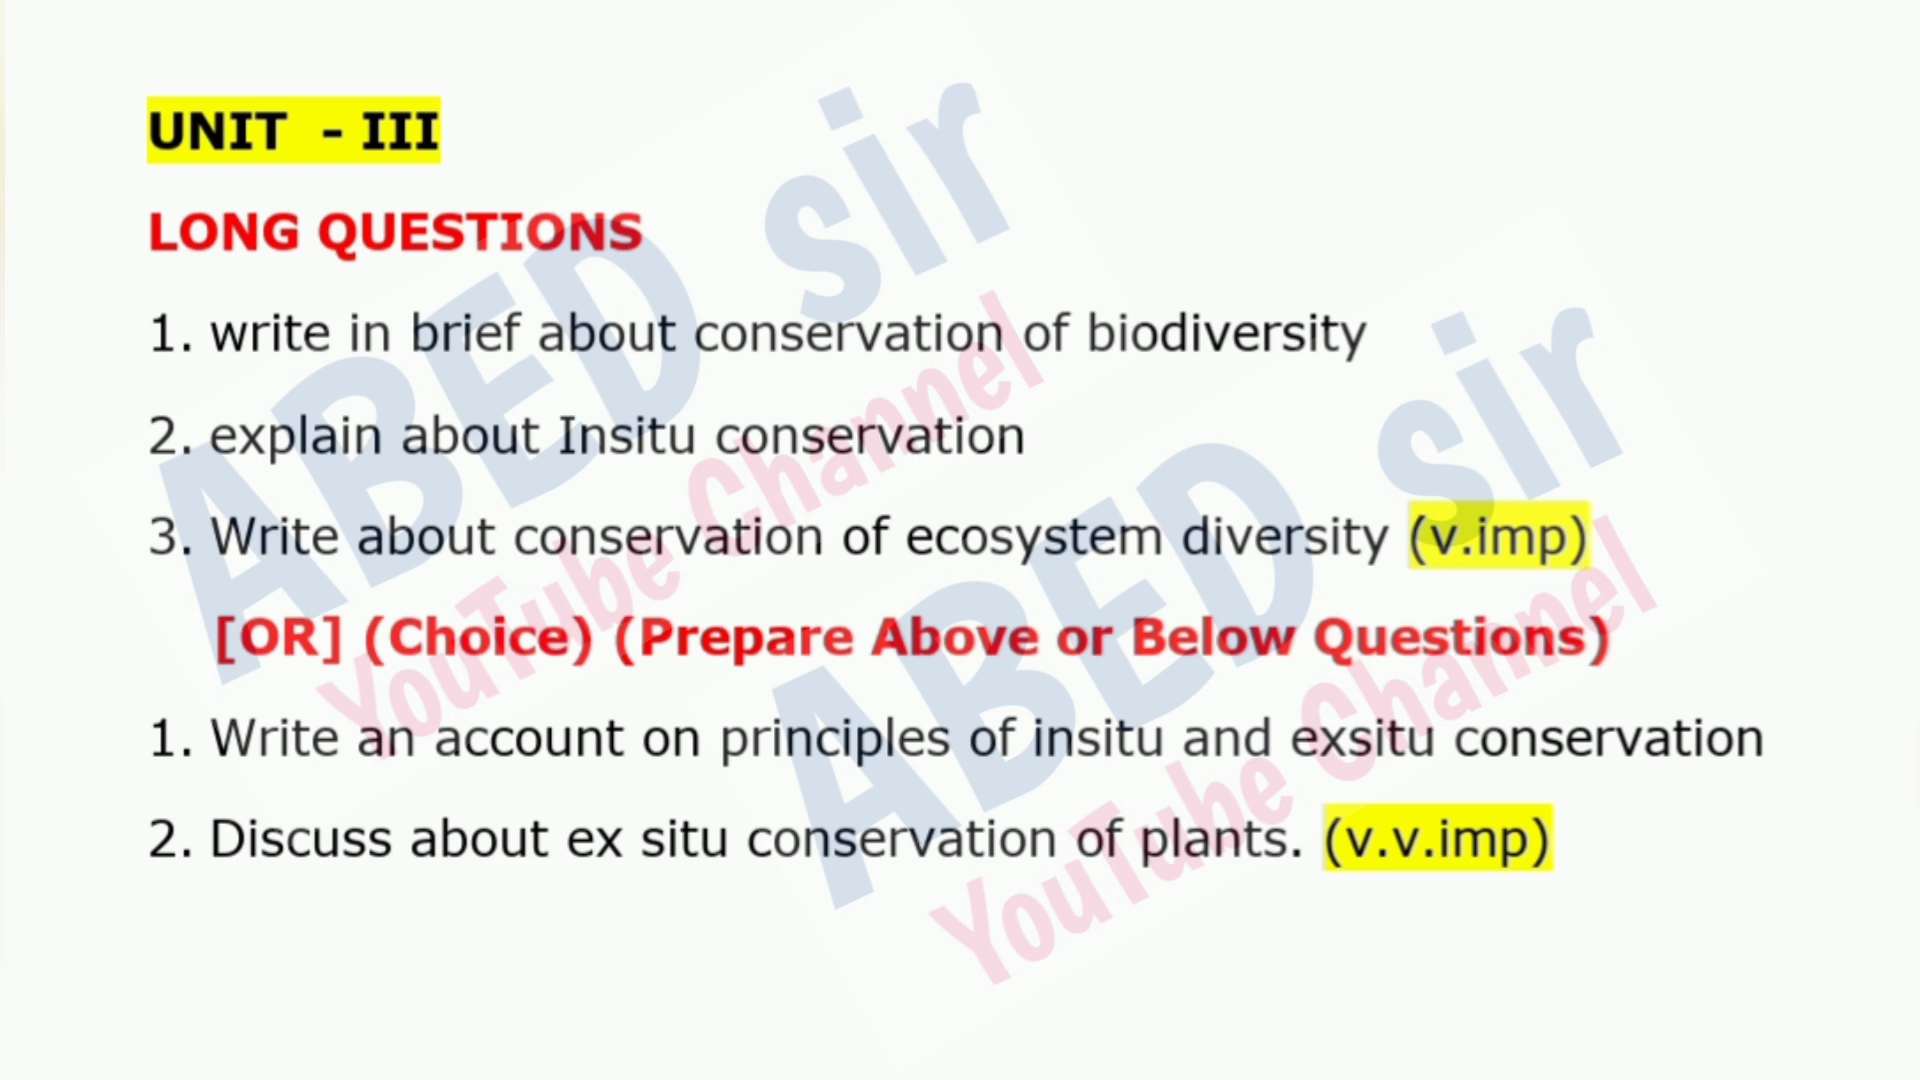 UNIT - III
LONG QUESTIONS
1. write in brief about conservation of biodiversity
2. explain about Insitu conservation
3. Write about conservation of ecosystem diversity (v.imp)
[OR] (Choice) (Prepare Above or Below Questions)
1. Write an account on principles of insitu and exsitu conservation
2. Discuss about ex situ conservation of plants. (v.v.imp)
ABED sir
YouTube Channel
ABED sir
YouTube Channel